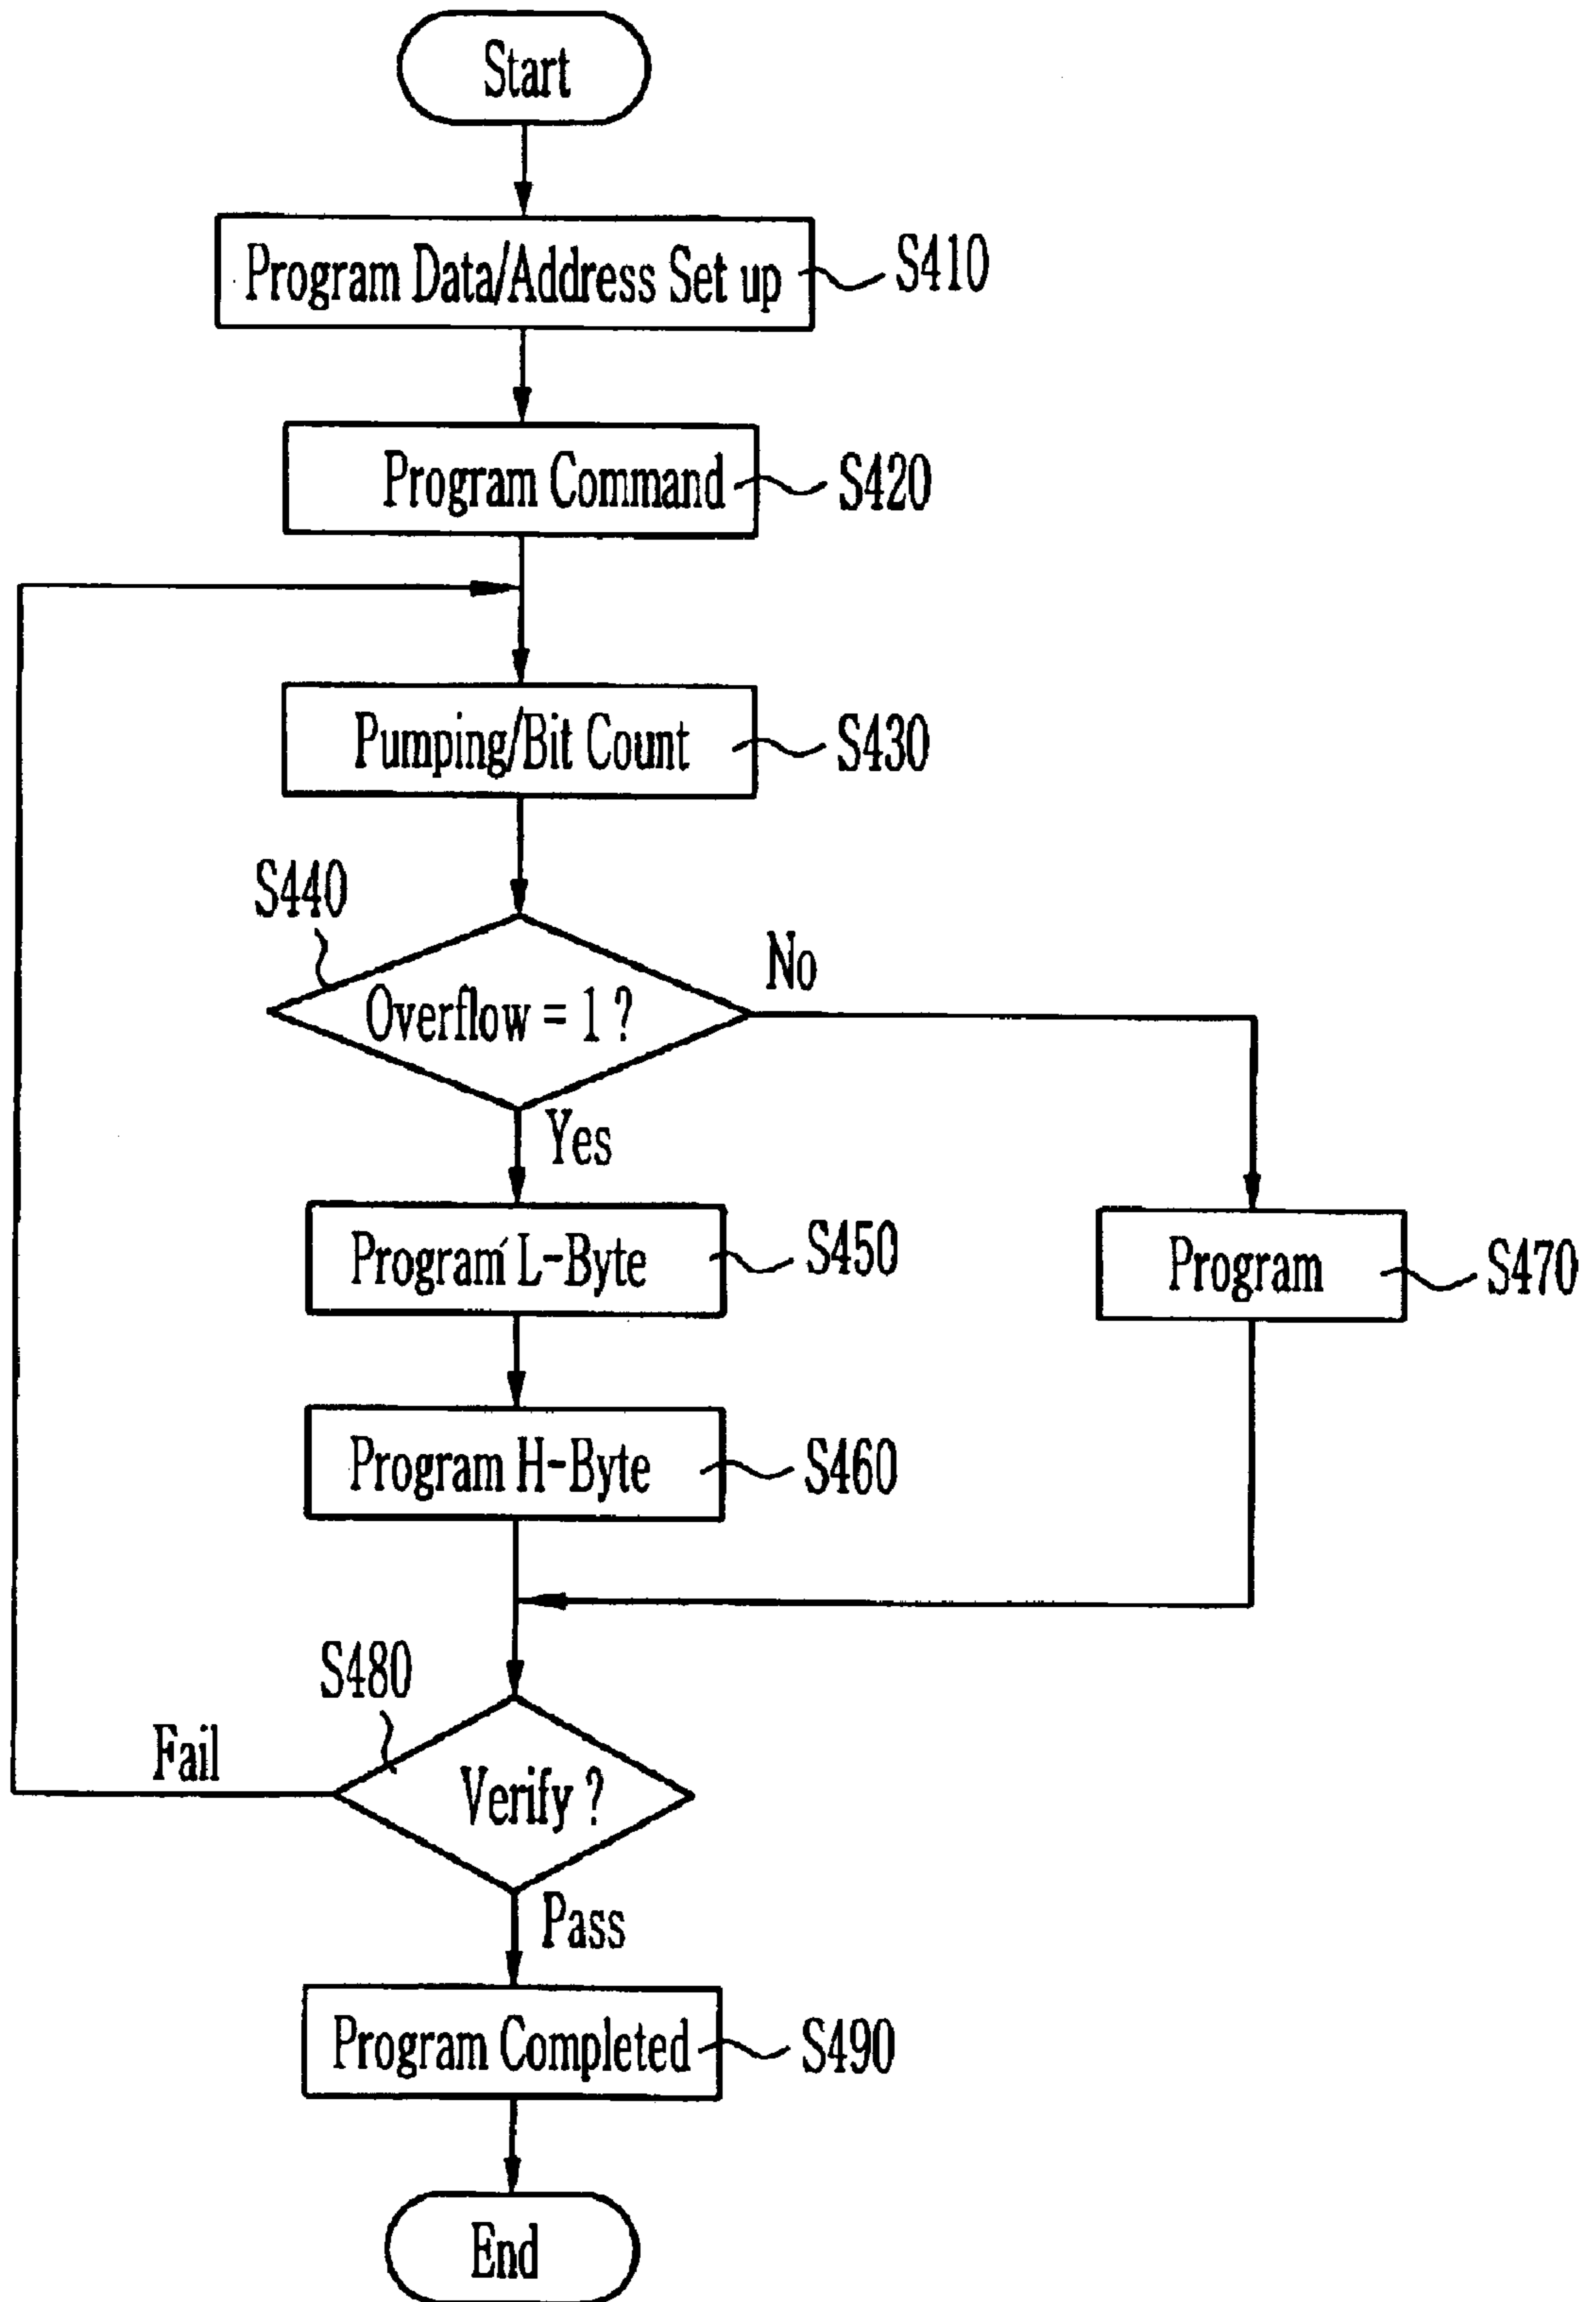 Start
Program Data/Address Set up
S410
Program Command
S420
Pumping/Bit Count
S430
S440
Overflow = 1 ?
No
Yes
Program L-Byte
S450
Program
S470
Program H-Byte
S460
S480
Fail
Verify ?
Pass
Program Completed
S490
End